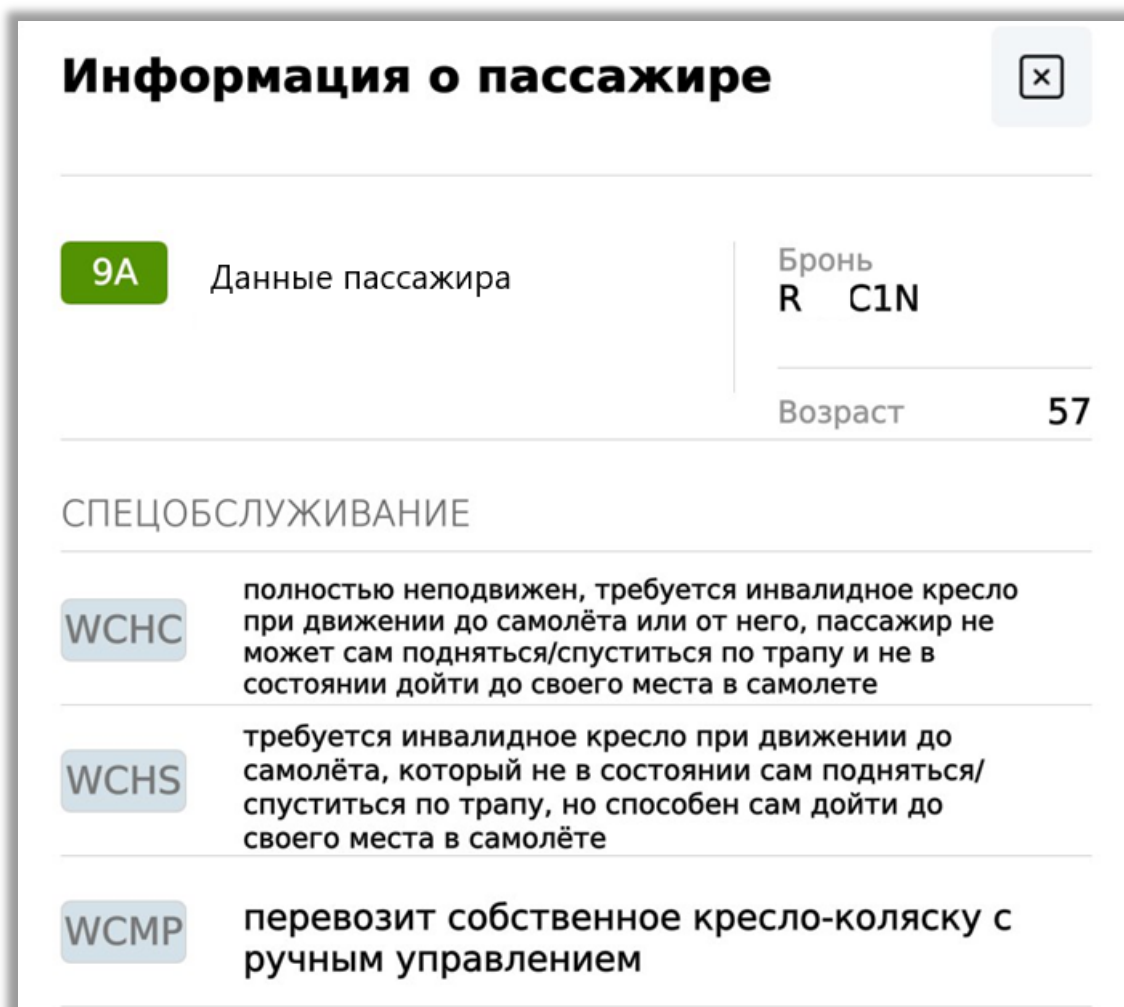 Информация о пассажире
9A
Данные пассажира
Бронь
R C1N
Возраст 57
СПЕЦОБСЛУЖИВАНИЕ
WCHC
полностью неподвижен, требуется инвалидное кресло
при движении до самолёта или от него, пассажир не
может сам подняться/спуститься по трапу и не в
состоянии дойти до своего места в самолете
WCHS
требуется инвалидное кресло при движении до
самолёта, который не в состоянии сам подняться/
спуститься по трапу, но способен сам дойти до
своего места в самолёте
WCMP
перевозит собственное кресло-коляску с
ручным управлением